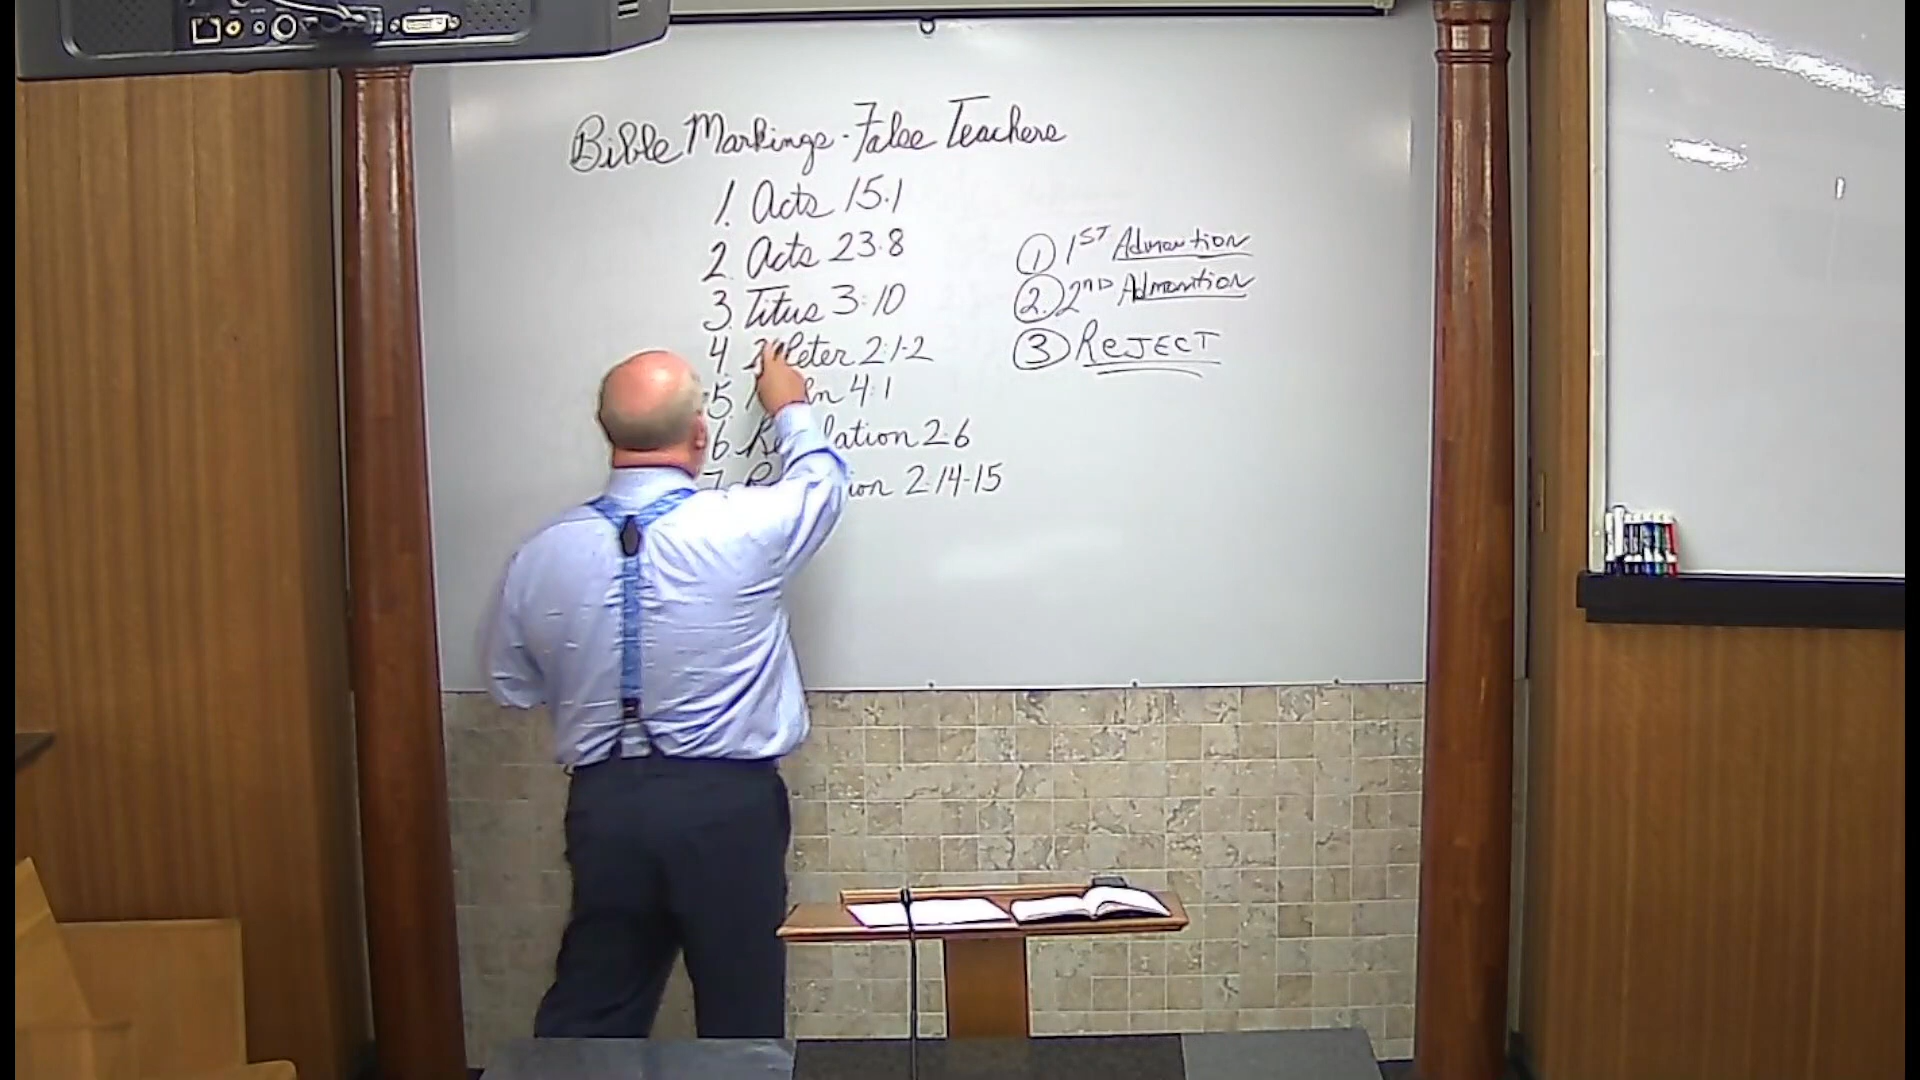 Bible Markings - False Teachers
1. Acts 15:1
2. Acts 23:8
3. Titus 3:10
4 Peter 2:1-2
5. 4:1
6. 2:6
7. 2:14-15
① 1ST Admonition
②. 2ND Admonition
③ REJECT